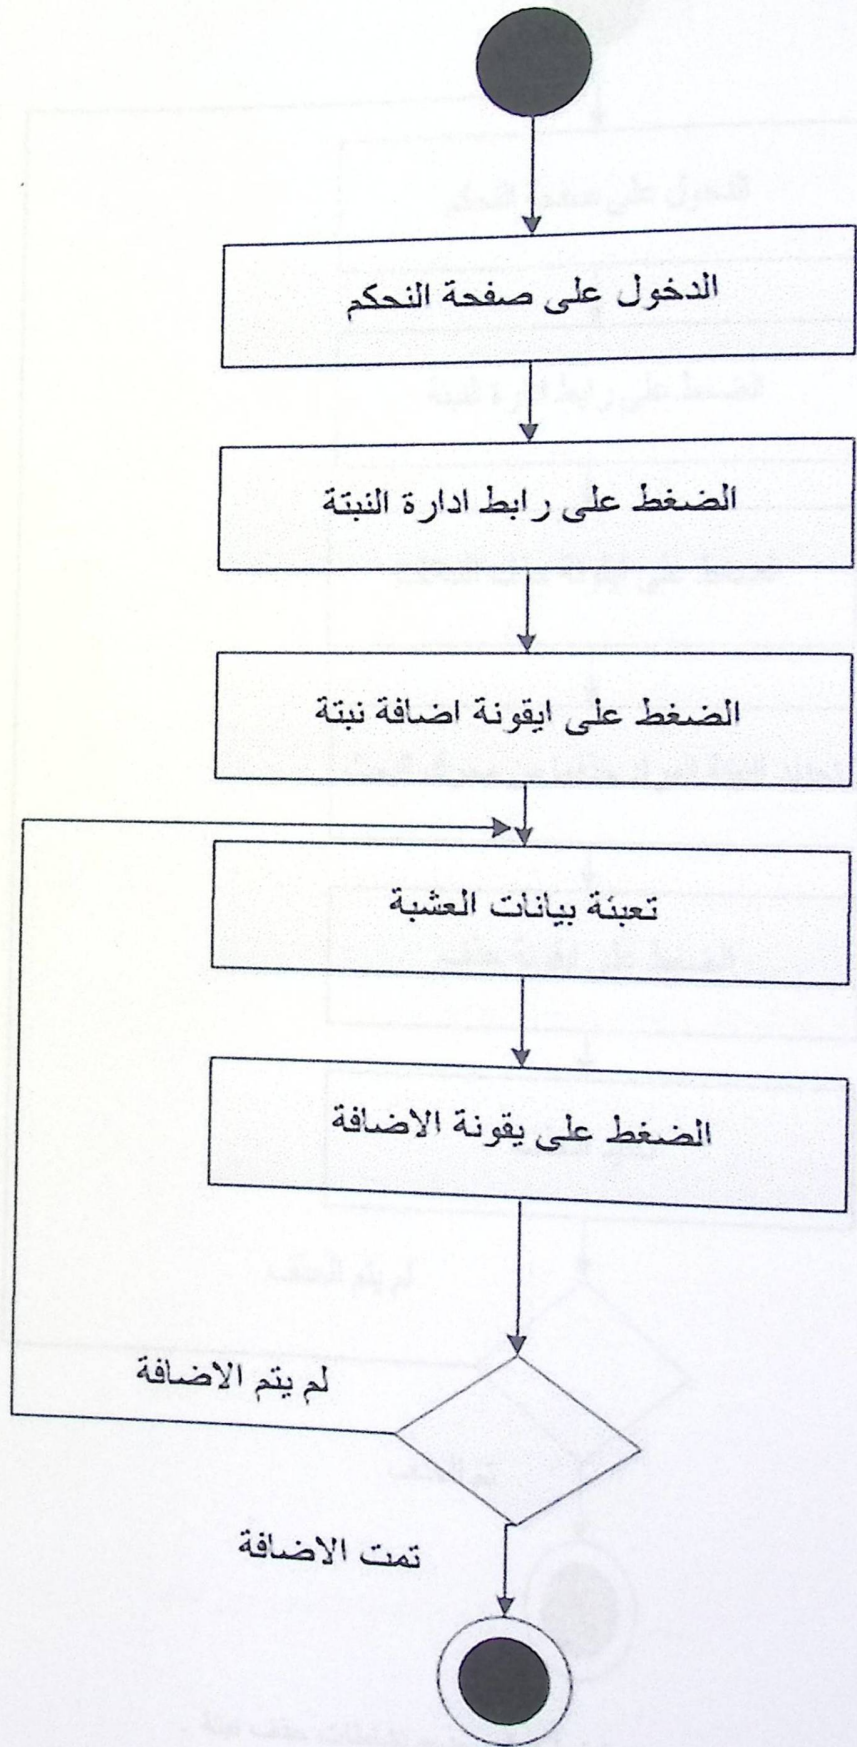 الدخول على صفحة النحكم
الضغط على رابط ادارة النبتة
الضغط على ايقونة اضافة نبتة
تعبئة بيانات العشبة
الضغط على يقونة الاضافة
لم يتم الاضافة
تمت الاضافة